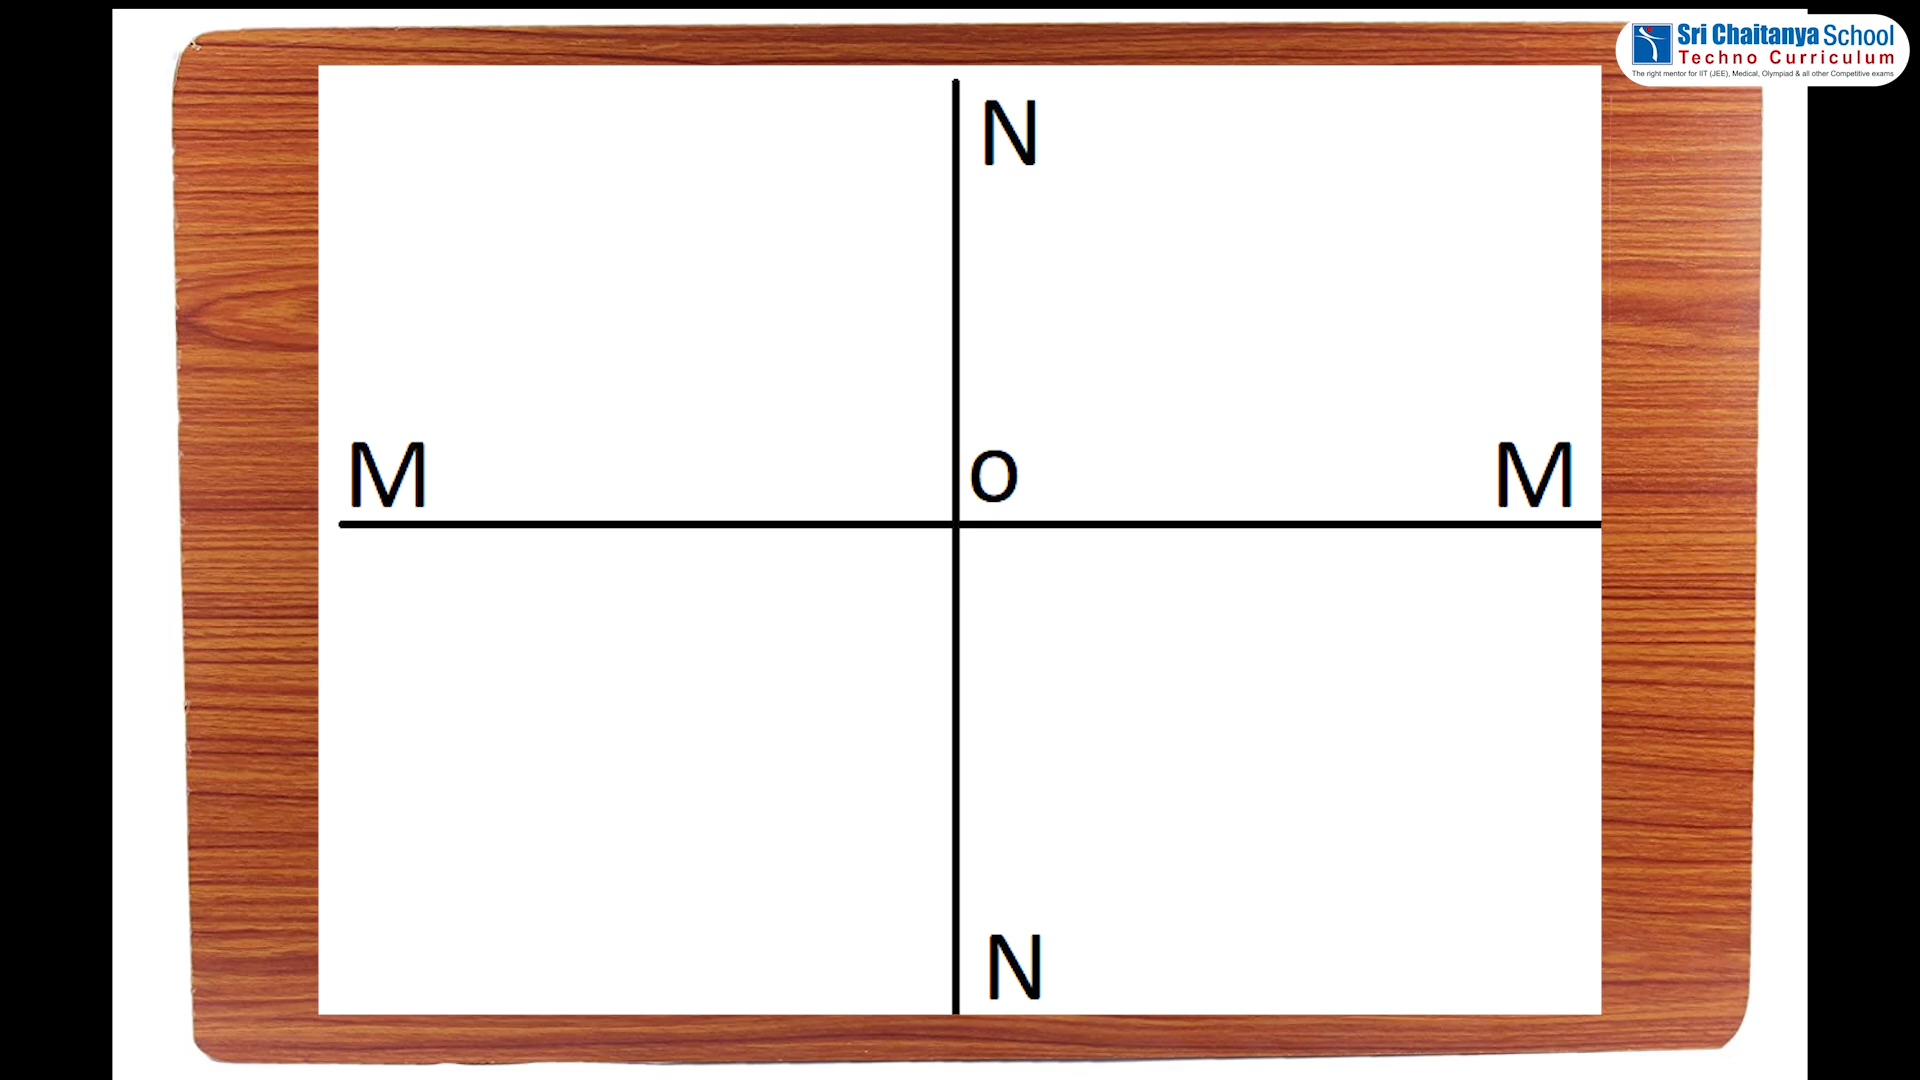 Sri Chaitanya School
Techno Curriculum
The right mentor for IIT (JEE), Medical, Olympiad & all other Competitive exams
N
M o M
N